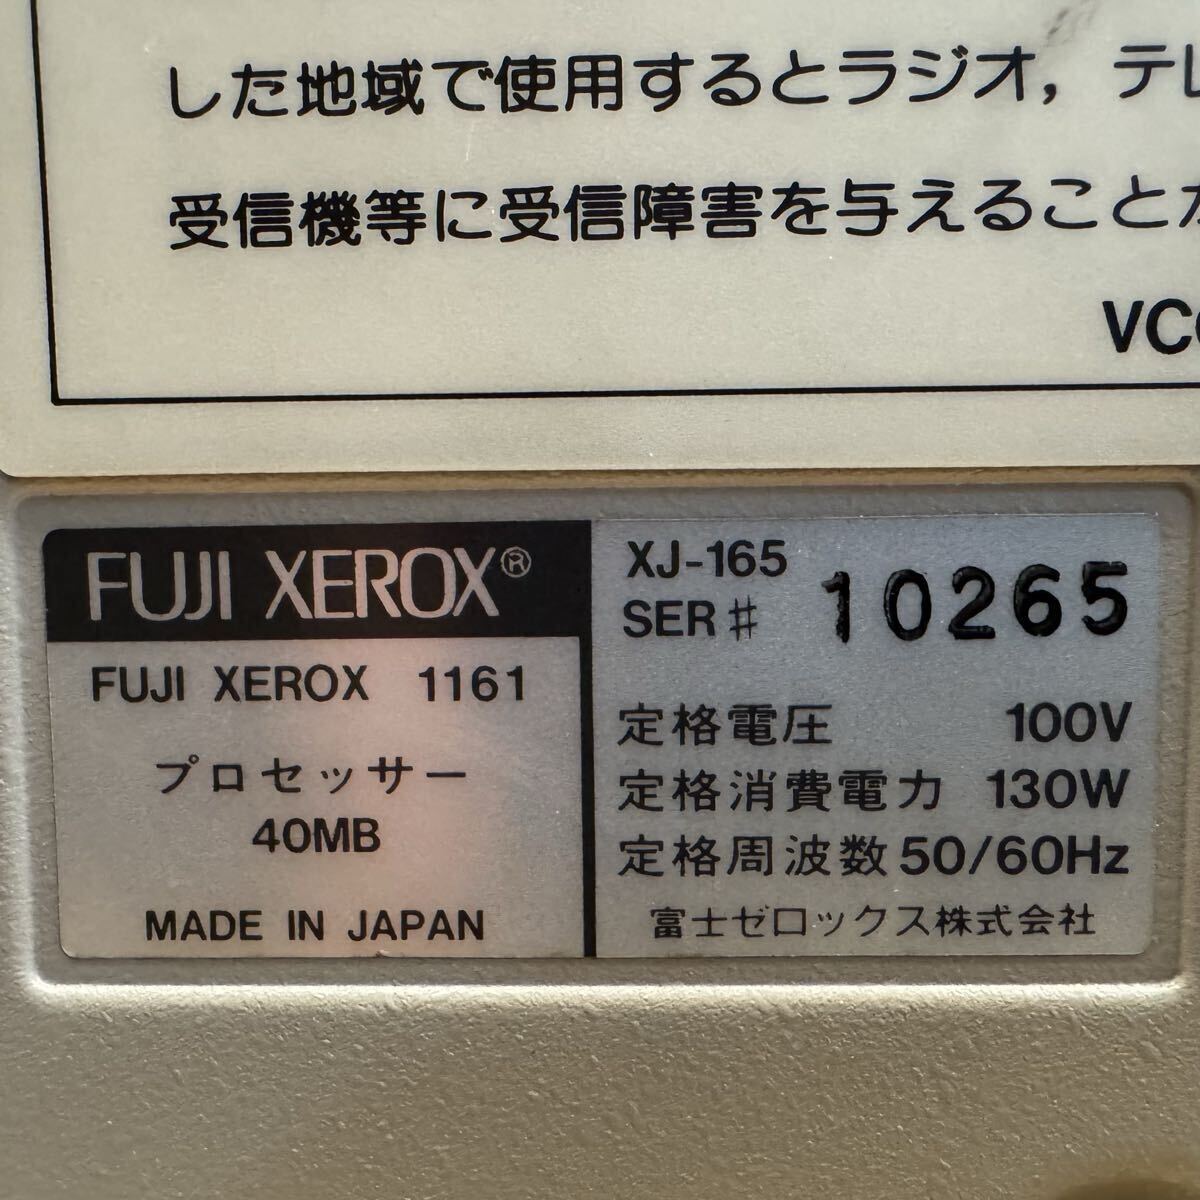 した地域で使用するとラジオ，テレ
受信機等に受信障害を与えることが
VCC
FUJI XEROX®
FUJI XEROX 1161
プロセッサー
40MB
MADE IN JAPAN
XJ-165
SER♯ 10265
定格電圧 100V
定格消費電力 130W
定格周波数 50/60Hz
富士ゼロックス株式会社